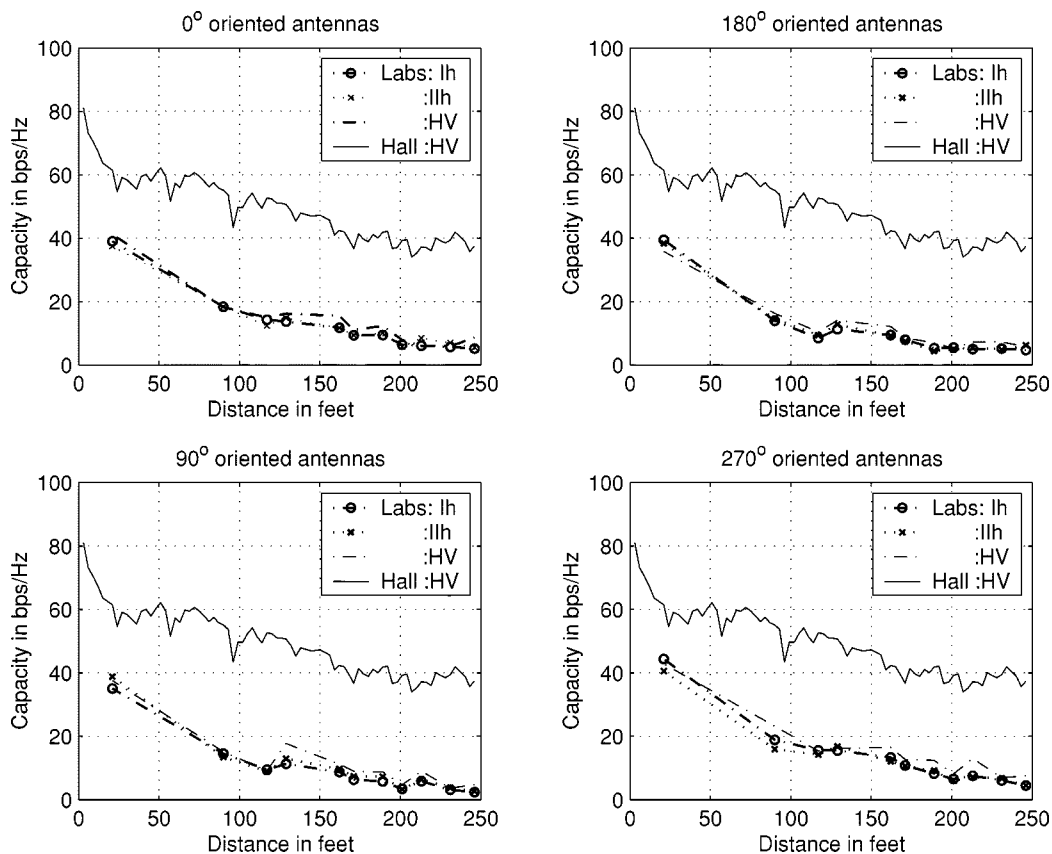 0° oriented antennas
100
80
60
40
20
0
Capacity in bps/Hz
Labs: Ih
:IIh
:HV
Hall :HV
0 50 100 150 200 250
Distance in feet
180° oriented antennas
100
80
60
40
20
0
Capacity in bps/Hz
Labs: Ih
:IIh
:HV
Hall :HV
0 50 100 150 200 250
Distance in feet
90° oriented antennas
100
80
60
40
20
0
Capacity in bps/Hz
Labs: Ih
:IIh
:HV
Hall :HV
0 50 100 150 200 250
Distance in feet
270° oriented antennas
100
80
60
40
20
0
Capacity in bps/Hz
Labs: Ih
:IIh
:HV
Hall :HV
0 50 100 150 200 250
Distance in feet